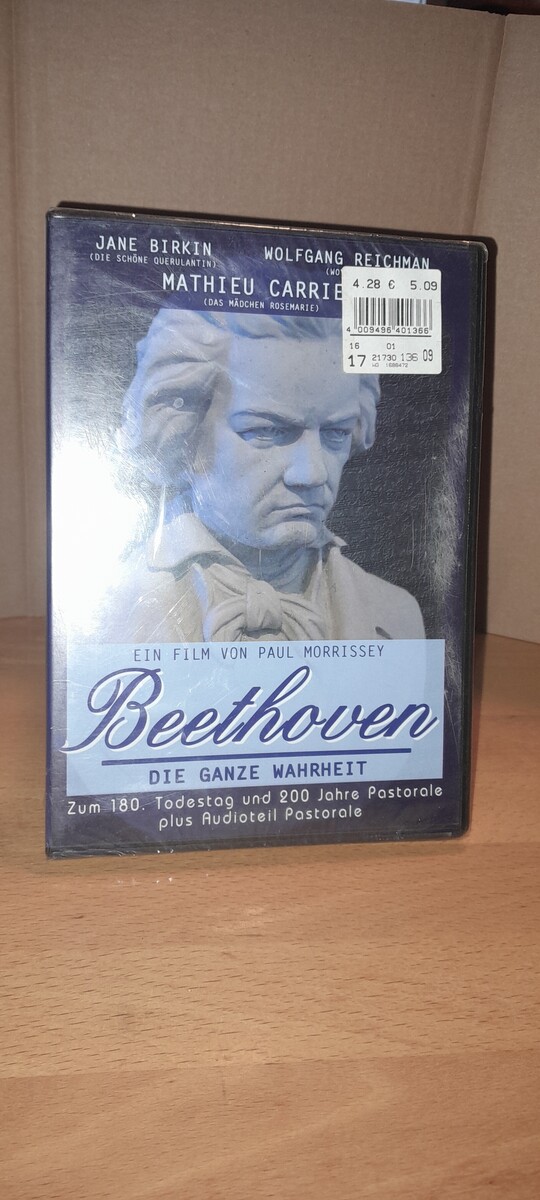 JANE BIRKIN
(DIE SCHÖNE QUERULANTIN)
WOLFGANG REICHMAN
MATHIEU CARRIE
(DAS MÄDCHEN ROSEMARIE)
4.28 € 5.09
4 009496 401366
16 01
17 21730 136 09
EIN FILM VON PAUL MORRISSEY
Beethoven
DIE GANZE WAHRHEIT
Zum 180. Todestag und 200 Jahre Pastorale
plus Audioteil Pastorale